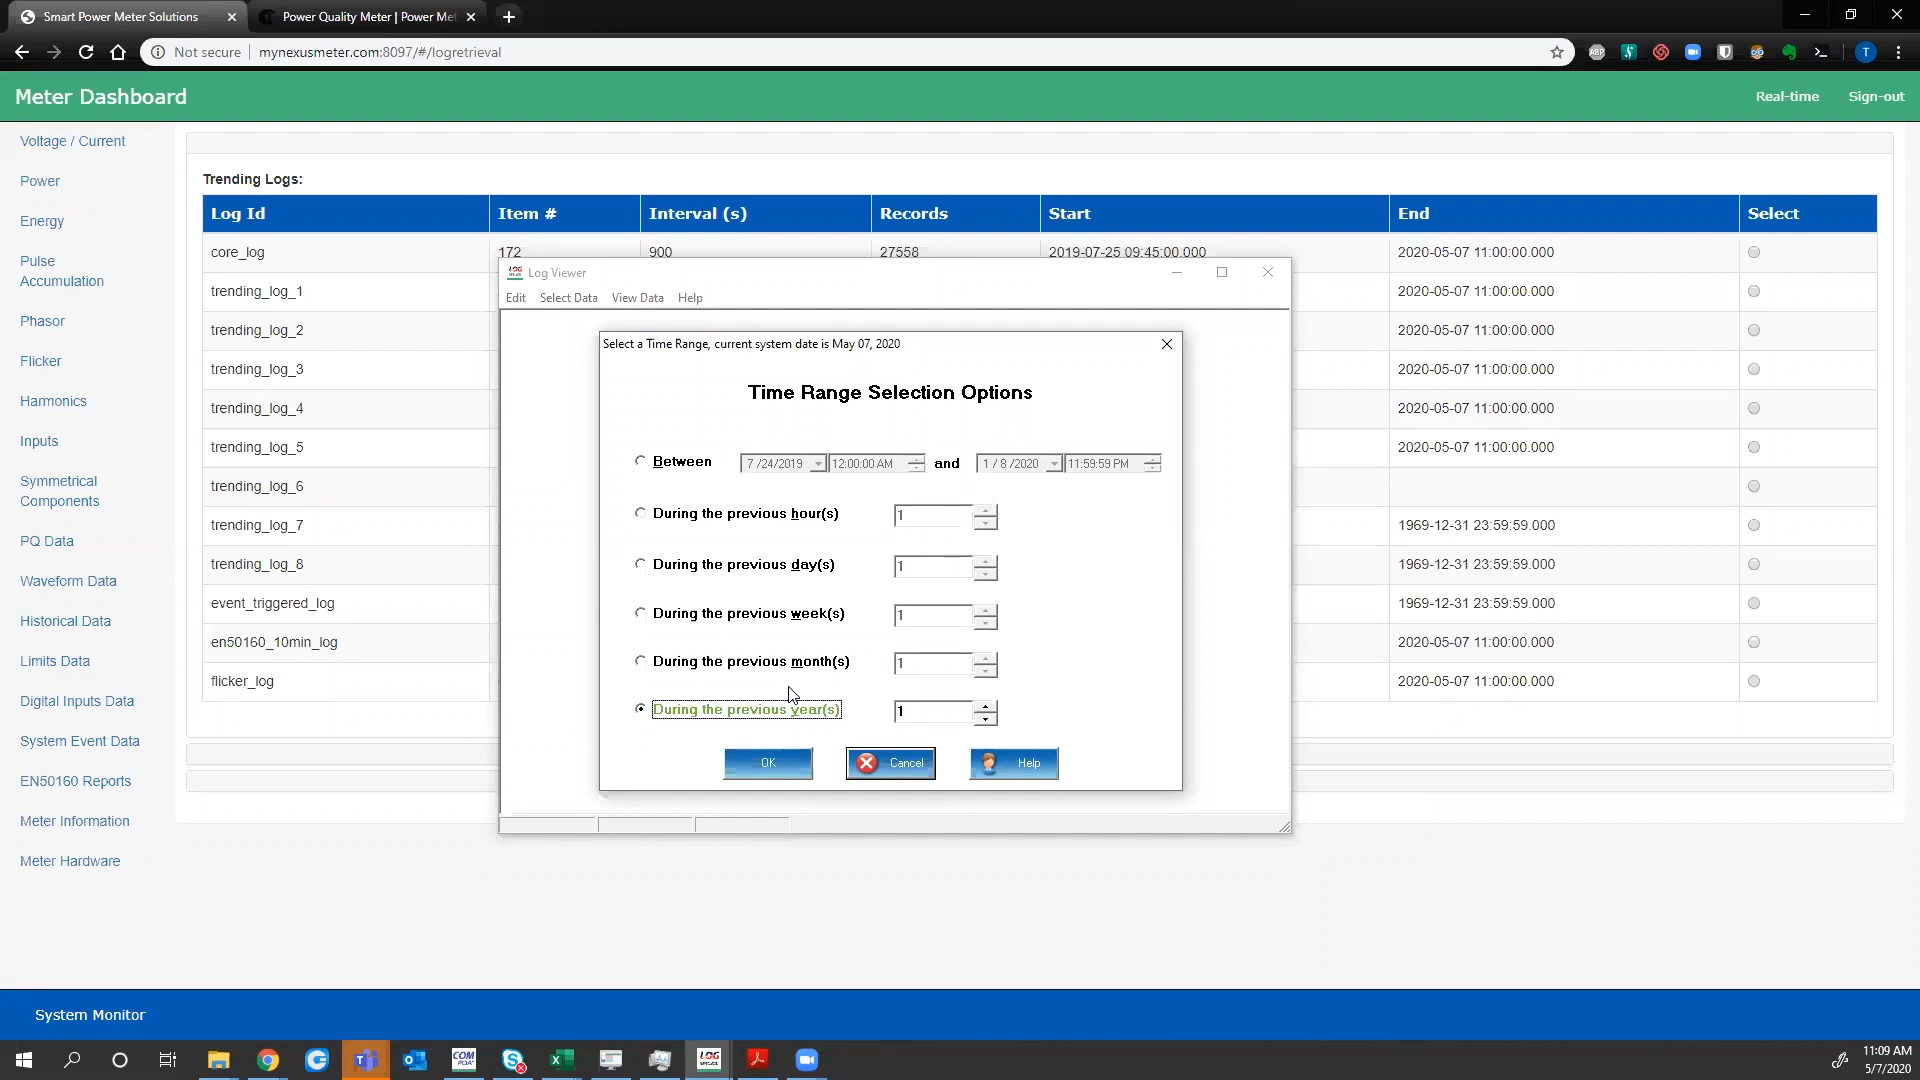 Smart Power Meter Solutions
Power Quality Meter | Power Met
Not secure
mynexusmeter.com:8097/#/logretrieval
ABP
T
Meter Dashboard
Real-time
Sign-out
Voltage / Current
Power
Energy
Pulse
Accumulation
Phasor
Flicker
Harmonics
Inputs
Symmetrical
Components
PQ Data
Waveform Data
Historical Data
Limits Data
Digital Inputs Data
System Event Data
EN50160 Reports
Meter Information
Meter Hardware
Trending Logs:
Log Id Item # Interval (s) Records Start End Select
core_log 172 900 27558 2019-07-25 09:45:00.000 2020-05-07 11:00:00.000
trending_log_1 2020-05-07 11:00:00.000
trending_log_2 2020-05-07 11:00:00.000
trending_log_3 2020-05-07 11:00:00.000
trending_log_4 2020-05-07 11:00:00.000
trending_log_5 2020-05-07 11:00:00.000
trending_log_6
trending_log_7 1969-12-31 23:59:59.000
trending_log_8 1969-12-31 23:59:59.000
event_triggered_log 1969-12-31 23:59:59.000
en50160_10min_log 2020-05-07 11:00:00.000
flicker_log 2020-05-07 11:00:00.000
Log Viewer
Edit Select Data View Data Help
Select a Time Range, current system date is May 07, 2020
Time Range Selection Options
Between 7 /24/2019 12:00:00 AM and 1 / 8 /2020 11:59:59 PM
During the previous hour(s) 1
During the previous day(s) 1
During the previous week(s) 1
During the previous month(s) 1
During the previous year(s) 1
OK Cancel Help
System Monitor
COM
LOG
11:09 AM
5/7/2020